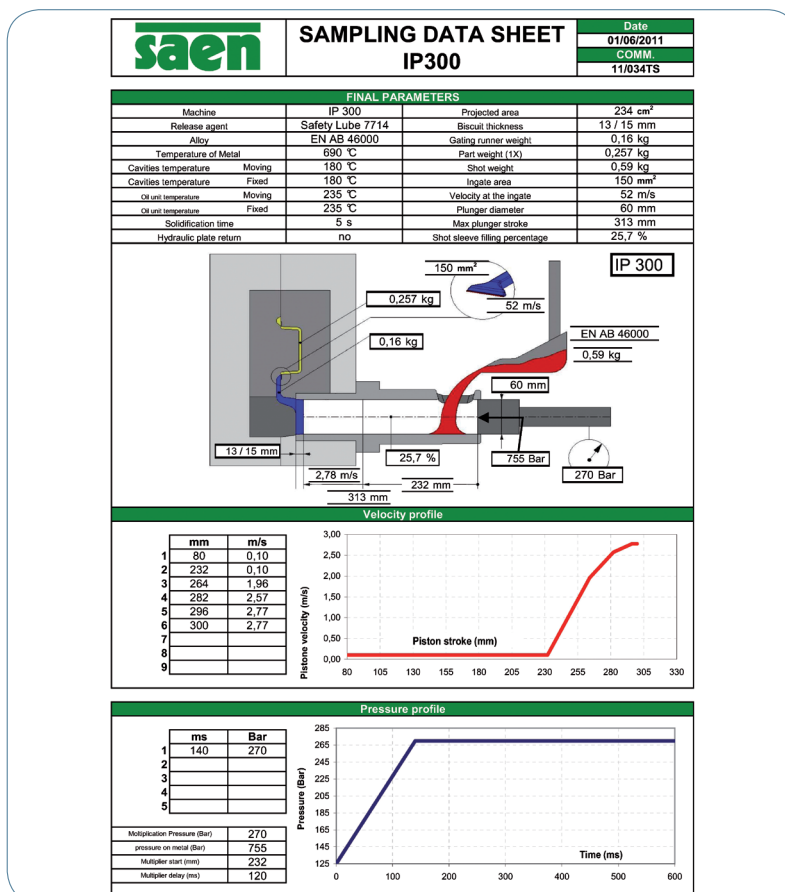 saen
SAMPLING DATA SHEET
IP300
Date
01/06/2011
COMM.
11/034TS
FINAL PARAMETERS
Machine IP 300 Projected area 234 cm²
Release agent Safety Lube 7714 Biscuit thickness 13 / 15 mm
Alloy EN AB 46000 Gating runner weight 0,16 kg
Temperature of Metal 690 °C Part weight (1X) 0,257 kg
Cavities temperature Moving 180 °C Shot weight 0,59 kg
Cavities temperature Fixed 180 °C Ingate area 150 mm²
Oil unit temperature Moving 235 °C Velocity at the ingate 52 m/s
Oil unit temperature Fixed 235 °C Plunger diameter 60 mm
Solidification time 5 s Max plunger stroke 313 mm
Hydraulic plate return no Shot sleeve filling percentage 25,7 %
150 mm²
IP 300
0,257 kg
52 m/s
0,16 kg
EN AB 46000
0,59 kg
60 mm
13 / 15 mm
25,7 %
755 Bar
2,78 m/s
270 Bar
232 mm
313 mm
Velocity profile
mm m/s
1 80 0,10
2 232 0,10
3 264 1,96
4 282 2,57
5 296 2,77
6 300 2,77
7
8
9
Pistone velocity (m/s)
3,00
2,50
2,00
1,50
1,00
0,50
0,00
Piston stroke (mm)
80 105 130 155 180 205 230 255 280 305 330
Pressure profile
ms Bar
1 140 270
2
3
4
5
Moltiplication Pressure (Bar) 270
pressure on metal (Bar) 755
Multiplier start (mm) 232
Multiplier delay (ms) 120
Pressure (Bar)
285
265
245
225
205
185
165
145
125
Time (ms)
0 100 200 300 400 500 600